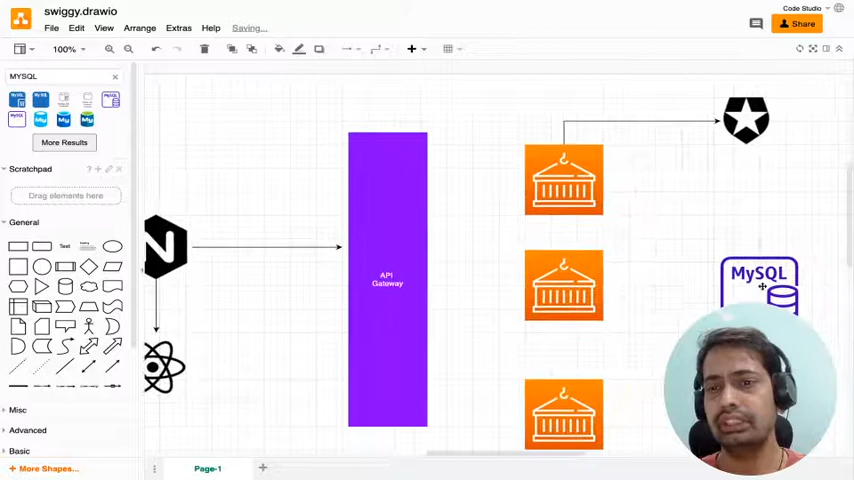 swiggy.drawio
File Edit View Arrange Extras Help Saving...
Code Studio
Share
100%
MYSQL
More Results
Scratchpad
Drag elements here
General
Text
Misc
Advanced
Basic
+ More Shapes...
N
API
Gateway
MySQL
Page-1